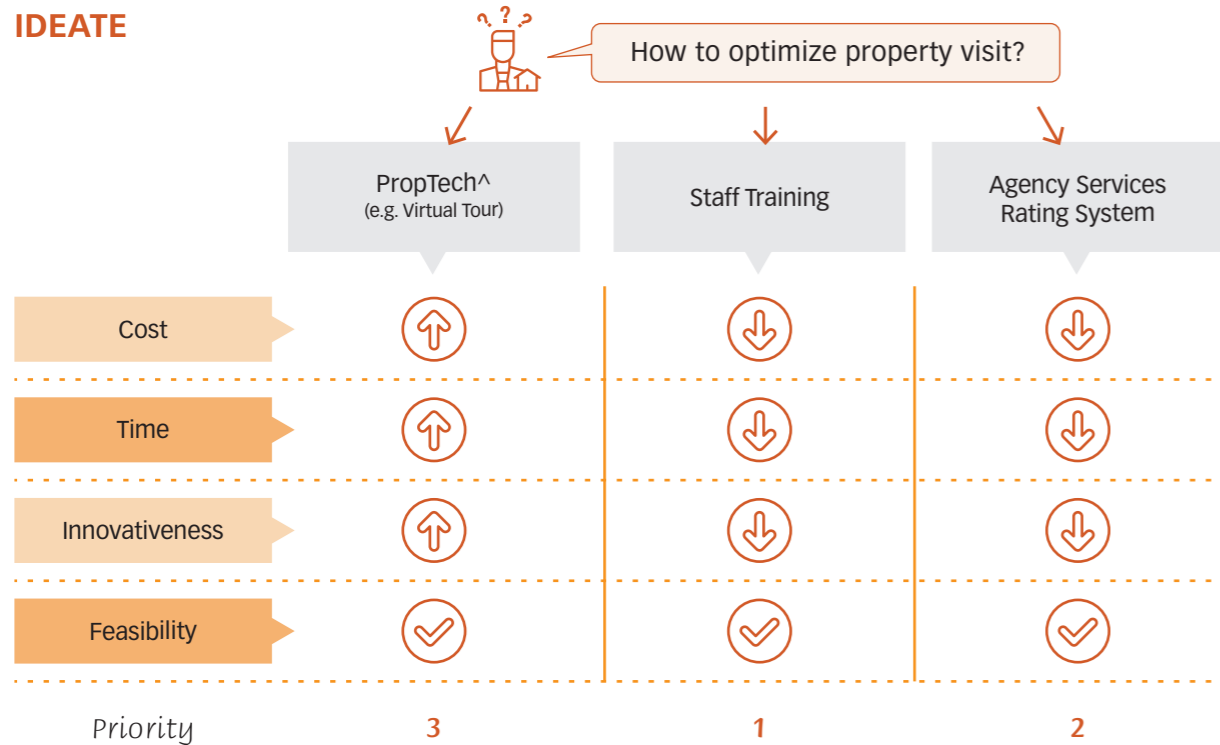 IDEATE
? ? ?
How to optimize property visit?
PropTech^
(e.g. Virtual Tour)
Staff Training
Agency Services
Rating System
Cost
Time
Innovativeness
Feasibility
Priority 3 1 2